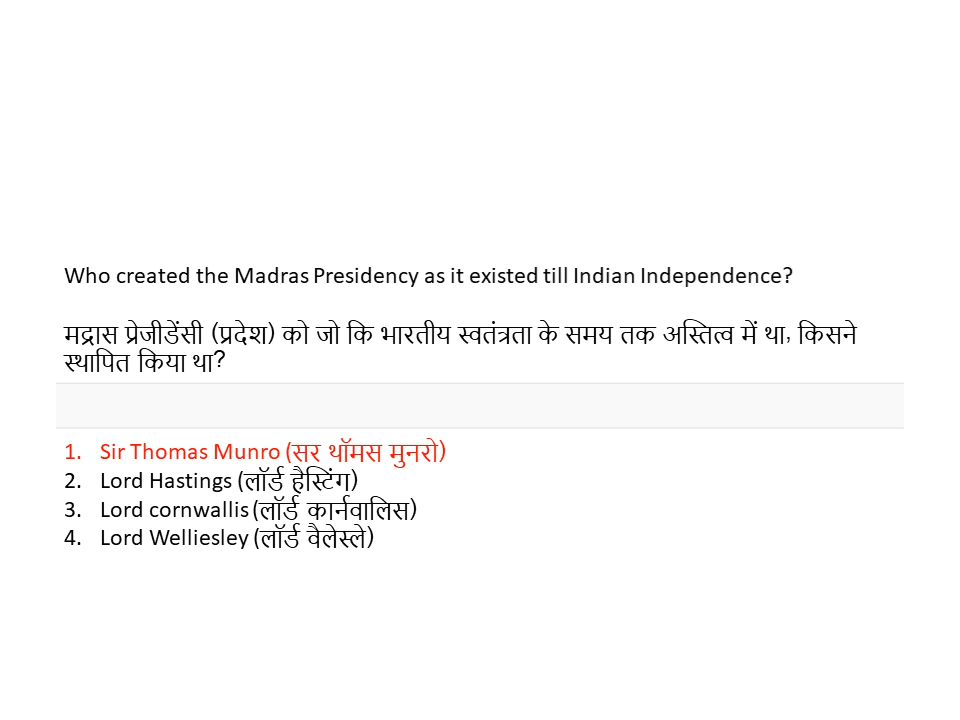 Who created the Madras Presidency as it existed till Indian Independence?
मद्रास प्रेजीडेंसी (प्रदेश) को जो कि भारतीय स्वतंत्रता के समय तक अस्तित्व में था, किसने
स्थापित किया था?
1. Sir Thomas Munro (सर थॉमस मुनरो)
2. Lord Hastings (लॉर्ड हैस्टिंग)
3. Lord cornwallis (लॉर्ड कार्नवालिस)
4. Lord Welliesley (लॉर्ड वैलेस्ले)